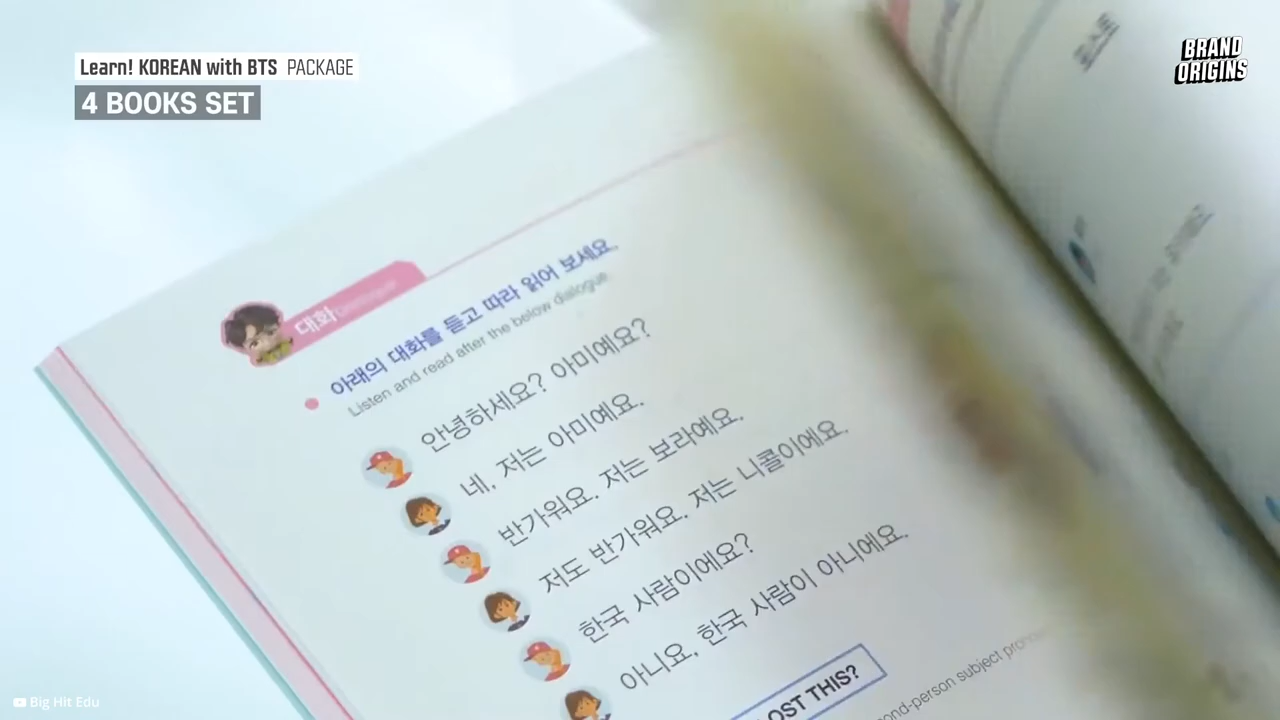 Learn! KOREAN with BTS PACKAGE
4 BOOKS SET
BRAND
ORIGINS
대화
아래의 대화를 듣고 따라 읽어 보세요.
Listen and read after the below dialogue
안녕하세요? 아미예요?
네, 저는 아미예요.
반가워요. 저는 보라예요.
저도 반가워요. 저는 니콜이에요.
한국 사람이에요?
아니요, 한국 사람이 아니에요.
LOST THIS?
subject
Big Hit Edu